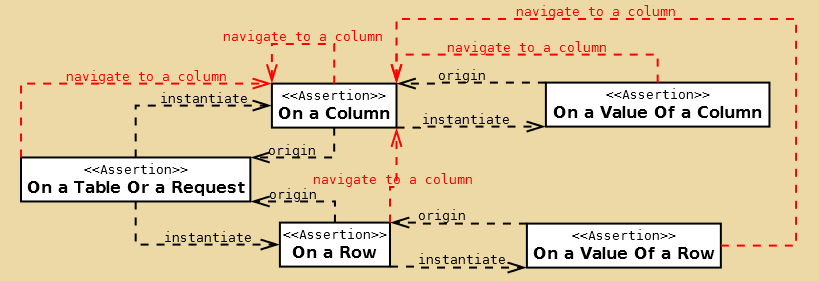 navigate to a column
navigate to a column
navigate to a column
navigate to a column
origin
<<Assertion>>
On a Column
<<Assertion>>
On a Value Of a Column
instantiate
instantiate
origin
<<Assertion>>
On a Table Or a Request
navigate to a column
origin
origin
<<Assertion>>
On a Row
<<Assertion>>
On a Value Of a Row
instantiate
instantiate